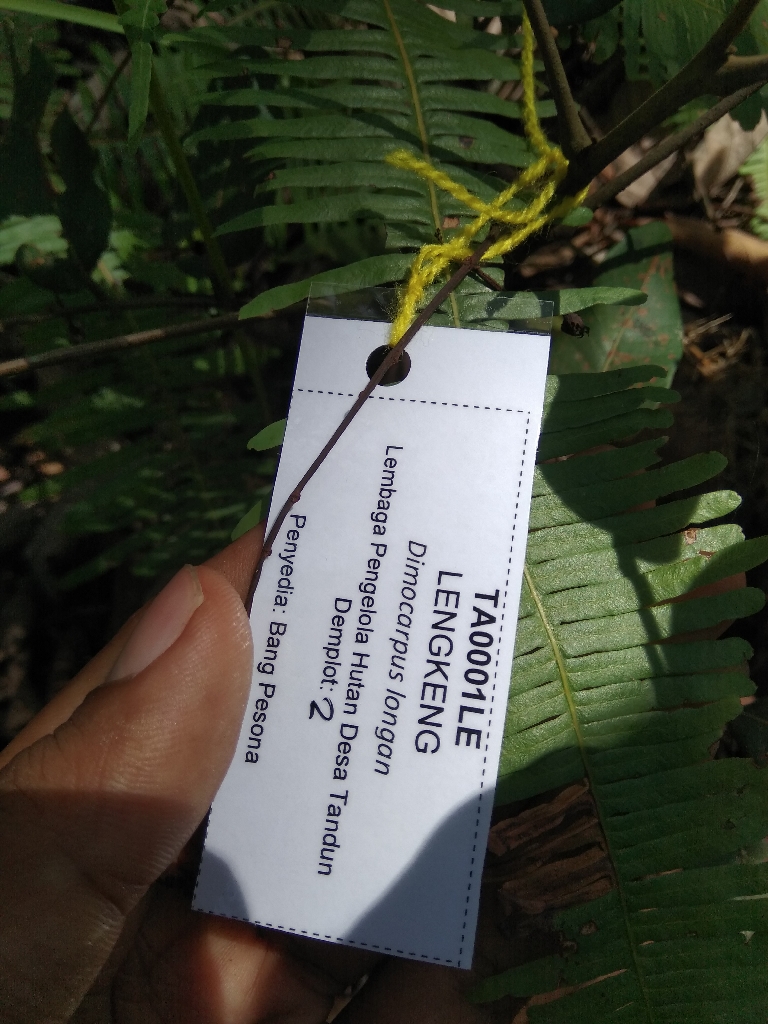 TA0001LE
LENGKENG
Dimocarpus longan
Lembaga Pengelola Hutan Desa Tandun
Demplot: 2
Penyedia: Bang Pesona